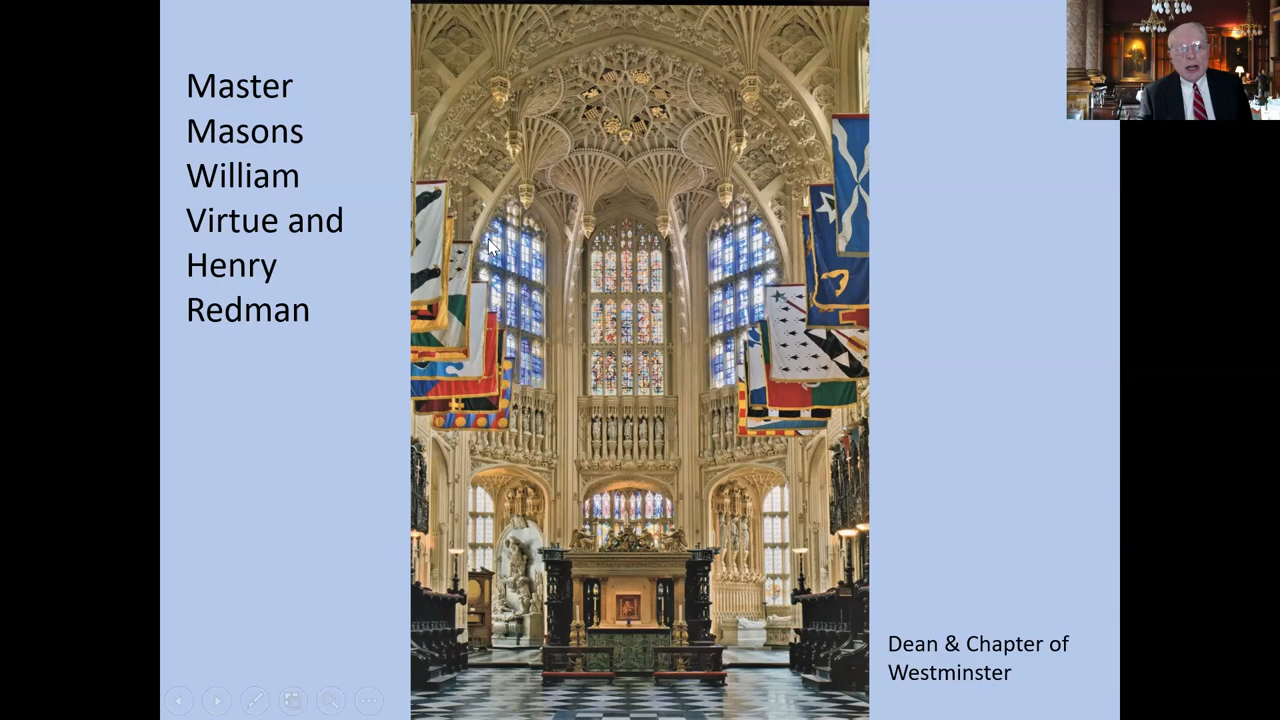 Master
Masons
William
Virtue and
Henry
Redman
Dean & Chapter of
Westminster